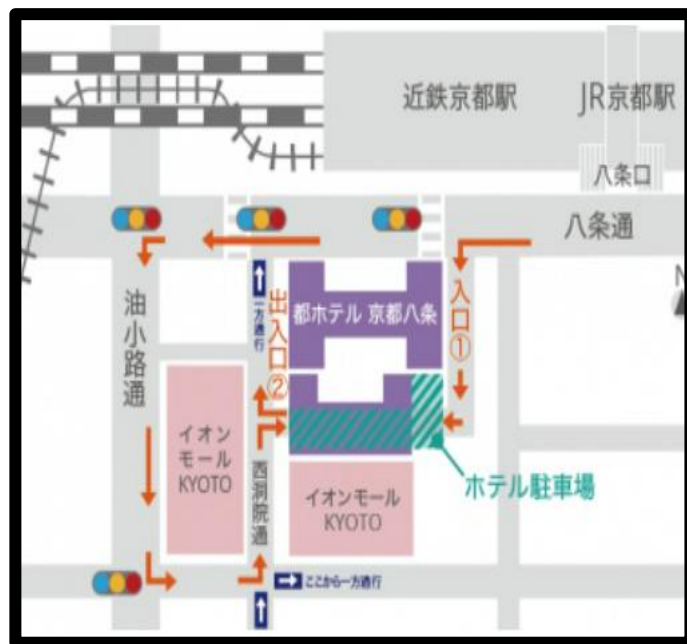 近鉄京都駅
JR京都駅
八条口
八条通
N
都ホテル 京都八条
入口①
出入口②
一方通行
油小路通
イオン
モール
KYOTO
西洞院通
イオンモール
KYOTO
ホテル駐車場
ここから一方通行